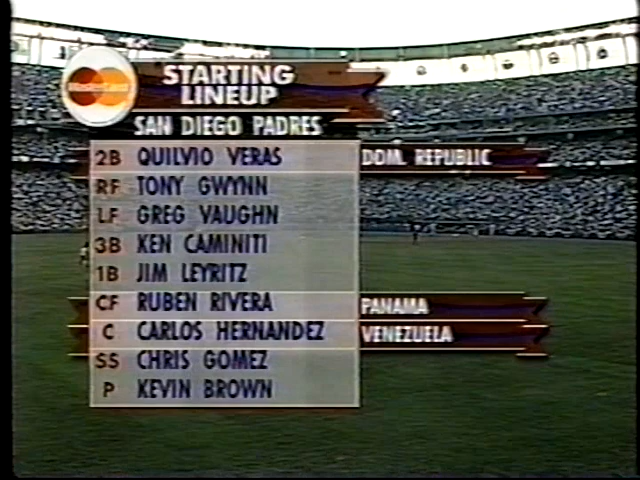 MasterCard
STARTING
LINEUP
SAN DIEGO PADRES
2B QUILVIO VERAS DOM. REPUBLIC
RF TONY GWYNN
LF GREG VAUGHN
3B KEN CAMINITI
1B JIM LEYRITZ
CF RUBEN RIVERA PANAMA
C CARLOS HERNANDEZ VENEZUELA
SS CHRIS GOMEZ
P KEVIN BROWN